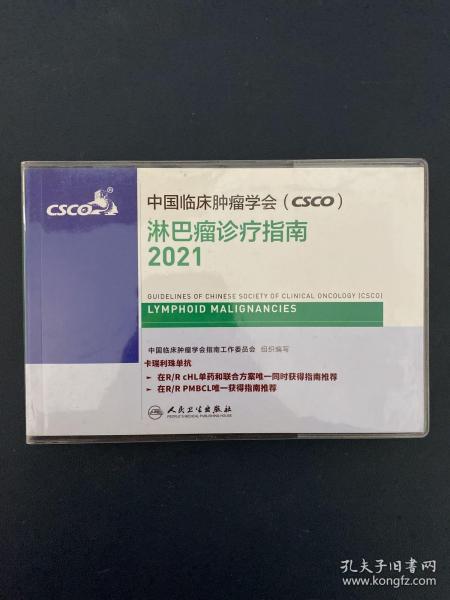 CSCO®
中国临床肿瘤学会（CSCO）
淋巴瘤诊疗指南
2021
GUIDELINES OF CHINESE SOCIETY OF CLINICAL ONCOLOGY (CSCO)
LYMPHOID MALIGNANCIES
中国临床肿瘤学会指南工作委员会 组织编写
卡瑞利珠单抗
➢ 在R/R cHL单药和联合方案唯一同时获得指南推荐
➢ 在R/R PMBCL唯一获得指南推荐
人民卫生出版社
PEOPLE'S MEDICAL PUBLISHING HOUSE
孔夫子旧书网
www.kongfz.com